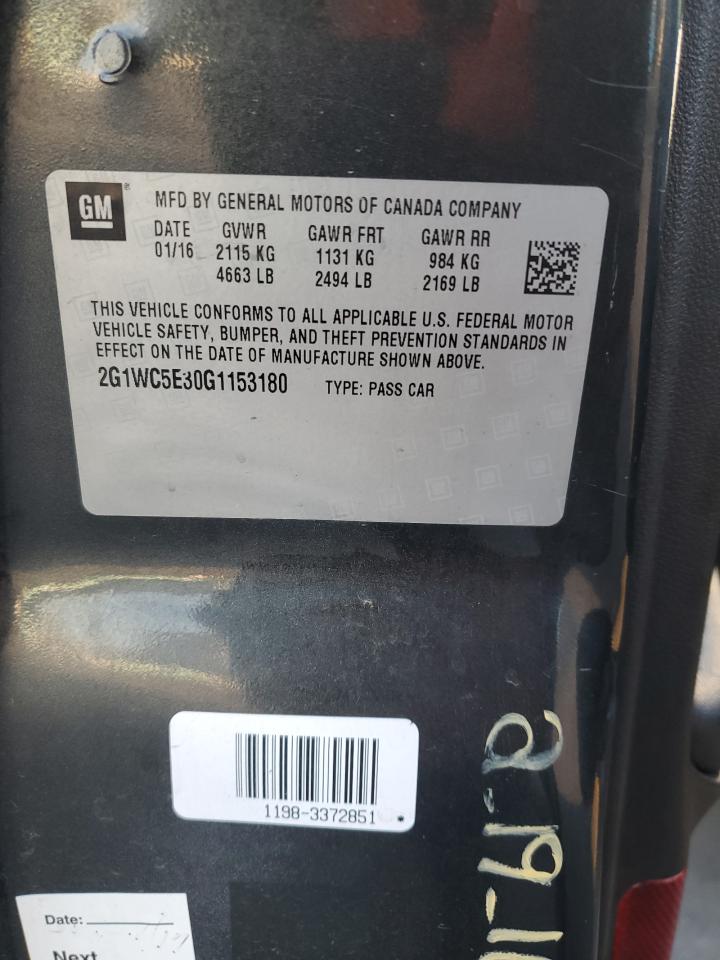 GM ® MFD BY GENERAL MOTORS OF CANADA COMPANY
DATE GVWR GAWR FRT GAWR RR
01/16 2115 KG 1131 KG 984 KG
4663 LB 2494 LB 2169 LB
THIS VEHICLE CONFORMS TO ALL APPLICABLE U.S. FEDERAL MOTOR
VEHICLE SAFETY, BUMPER, AND THEFT PREVENTION STANDARDS IN
EFFECT ON THE DATE OF MANUFACTURE SHOWN ABOVE.
2G1WC5E30G1153180 TYPE: PASS CAR
1198-3372851
Date:
Next